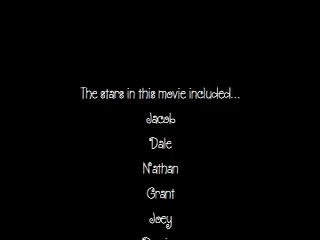 The stars in this movie included...
Jacob
Dale
Nathan
Grant
Joey